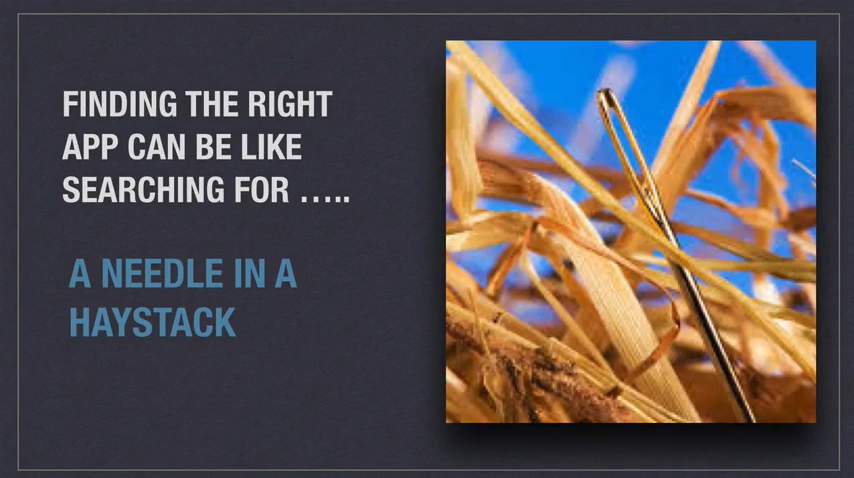 FINDING THE RIGHT
APP CAN BE LIKE
SEARCHING FOR …..
A NEEDLE IN A
HAYSTACK